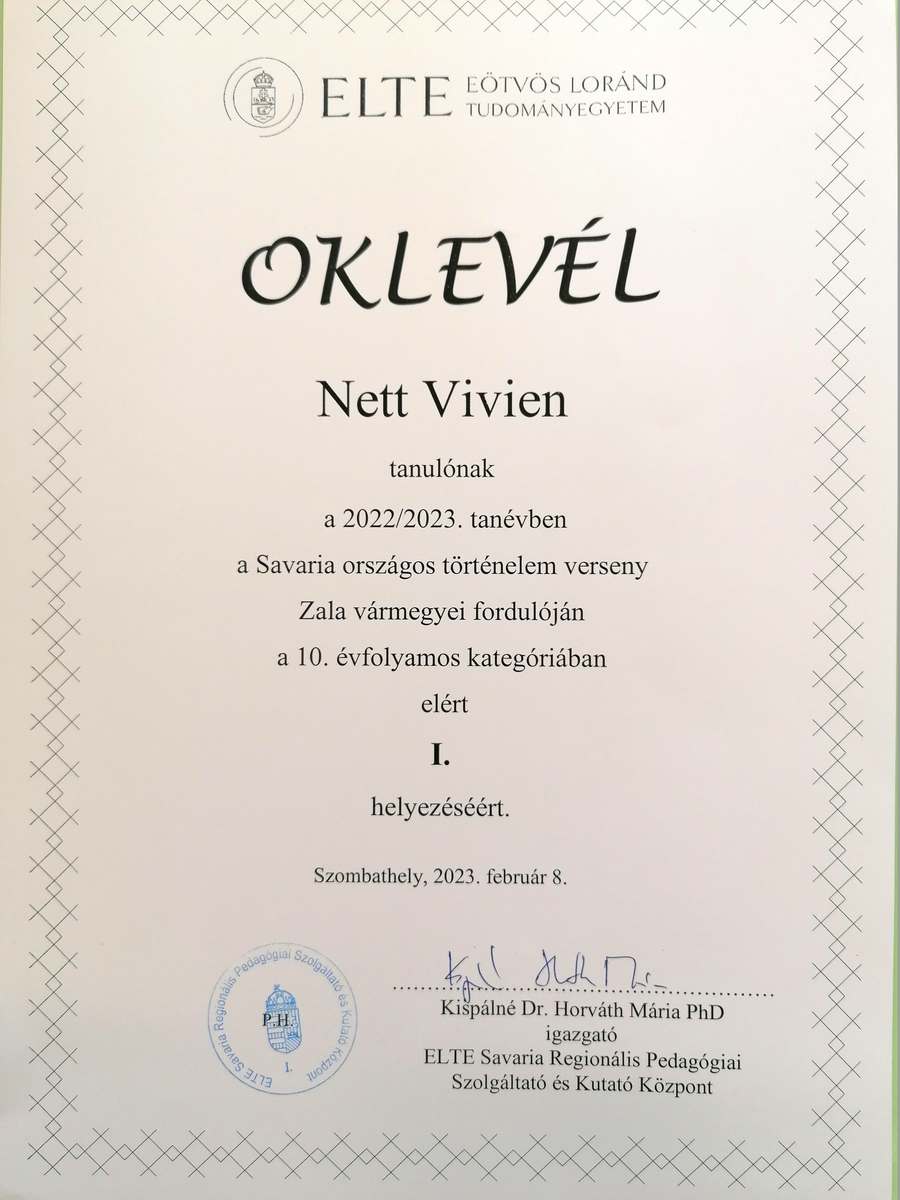 ELTE EÖTVÖS LORÁND
TUDOMÁNYEGYETEM
OKLEVÉL
Nett Vivien
tanulónak
a 2022/2023. tanévben
a Savaria országos történelem verseny
Zala vármegyei fordulóján
a 10. évfolyamos kategóriában
elért
I.
helyezéséért.
Szombathely, 2023. február 8.
ELTE Savaria Regionális Pedagógiai Szolgáltató és Kutató Központ
P.H.
1.
Kispálné Dr. Horváth Mária PhD
igazgató
ELTE Savaria Regionális Pedagógiai
Szolgáltató és Kutató Központ